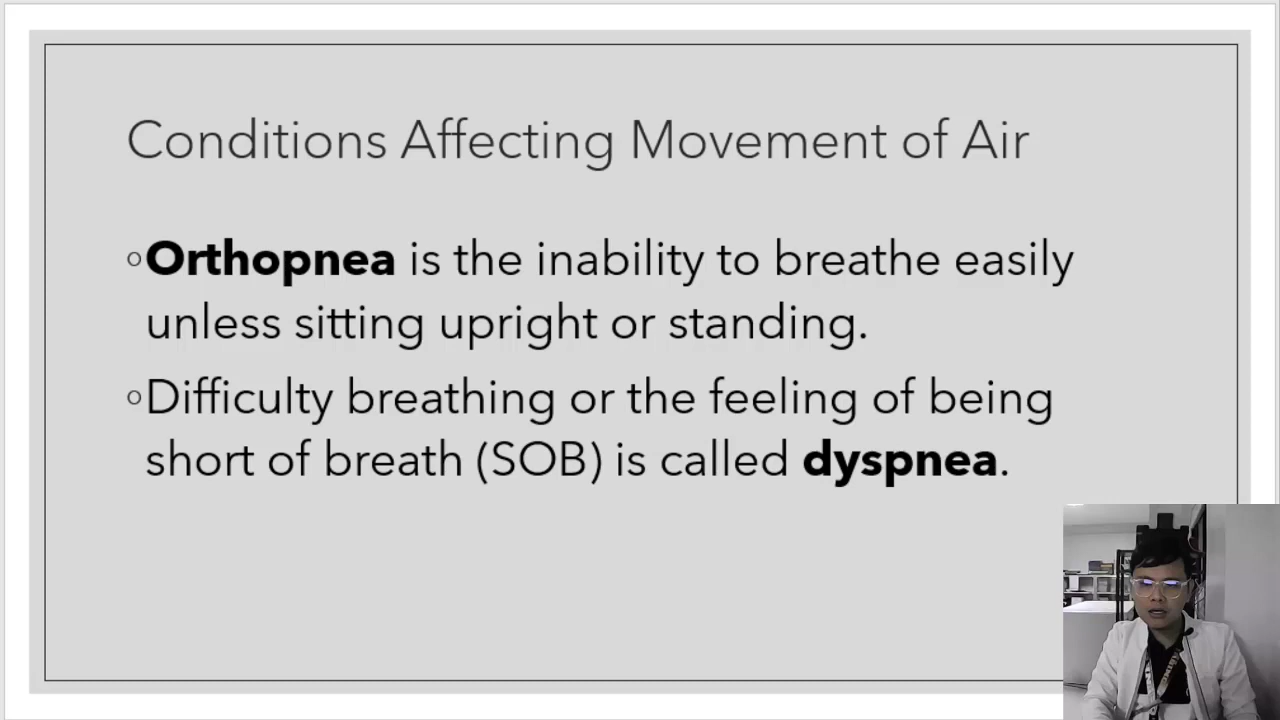 Conditions Affecting Movement of Air
◦Orthopnea is the inability to breathe easily
unless sitting upright or standing.
◦Difficulty breathing or the feeling of being
short of breath (SOB) is called dyspnea.